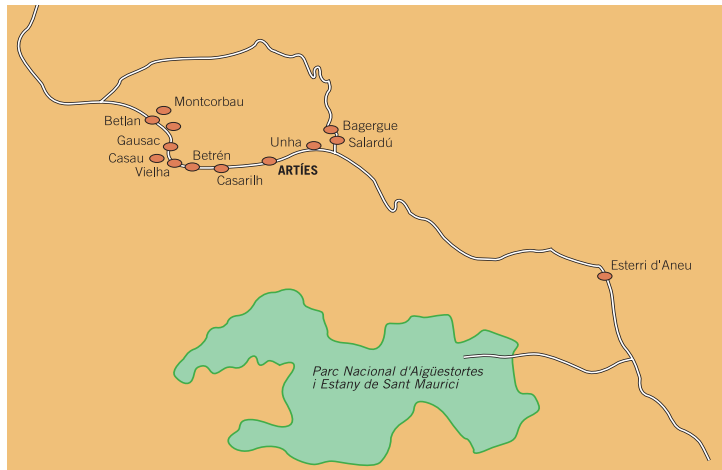 Montcorbau
Betlan
Bagergue
Gausac
Unha
Salardú
Casau
Betrén
Vielha
ARTÍES
Casarilh
Esterri d'Aneu
Parc Nacional d'Aigüestortes
i Estany de Sant Maurici